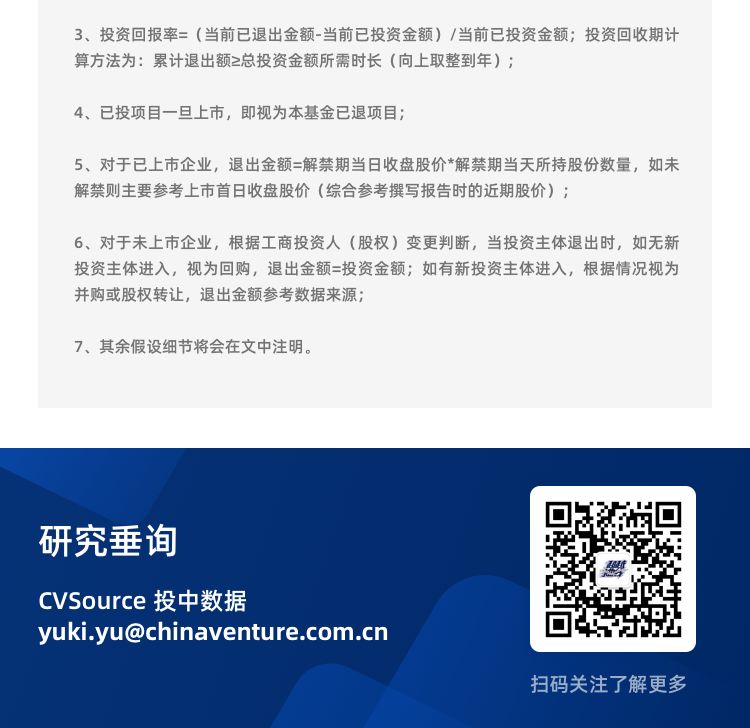 3、投资回报率=（当前已退出金额-当前已投资金额）/当前已投资金额；投资回收期计
算方法为：累计退出额≥总投资金额所需时长（向上取整到年）；
4、已投项目一旦上市，即视为本基金已退项目；
5、对于已上市企业，退出金额=解禁期当日收盘股价*解禁期当天所持股份数量，如未
解禁则主要参考上市首日收盘股价（综合参考撰写报告时的近期股价）；
6、对于未上市企业，根据工商投资人（股权）变更判断，当投资主体退出时，如无新
投资主体进入，视为回购，退出金额=投资金额；如有新投资主体进入，根据情况视为
并购或股权转让，退出金额参考数据来源；
7、其余假设细节将会在文中注明。
研究垂询
CVSource 投中数据
yuki.yu@chinaventure.com.cn
扫码关注了解更多